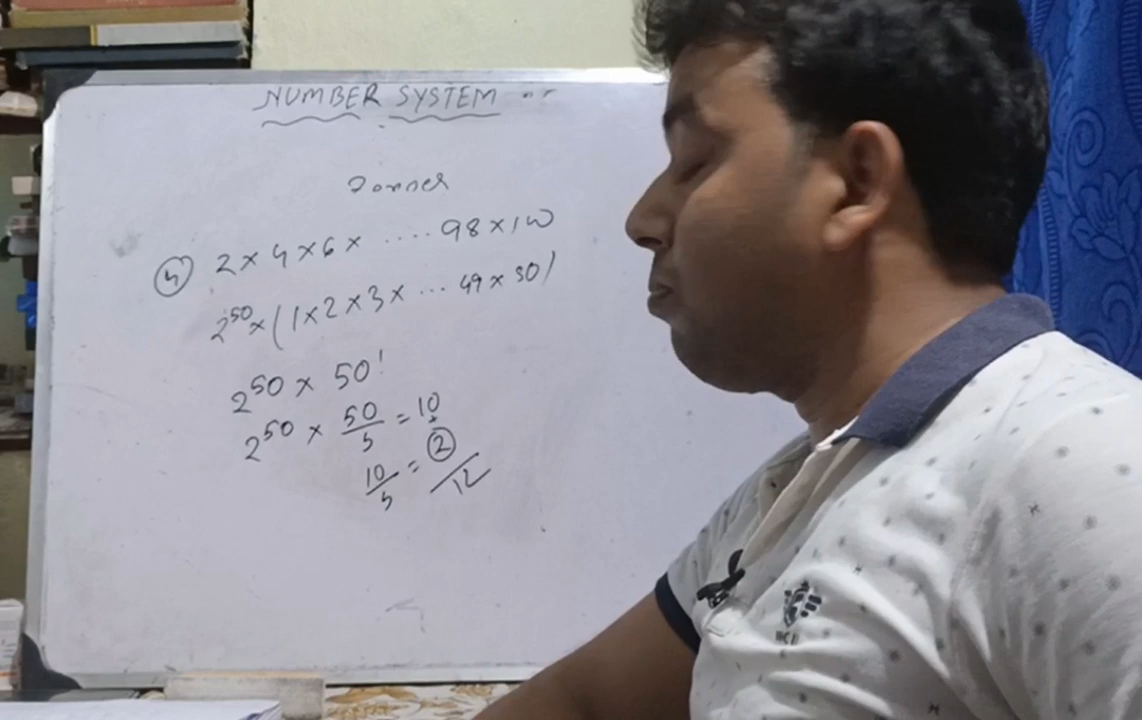 NUMBER SYSTEM ..
④ 2×4×6× .... 98×100
2^50×(1×2×3× ... 49×50)
2^50 × 50!
2^50 × 50/5 = 10
10/5 = ②
12